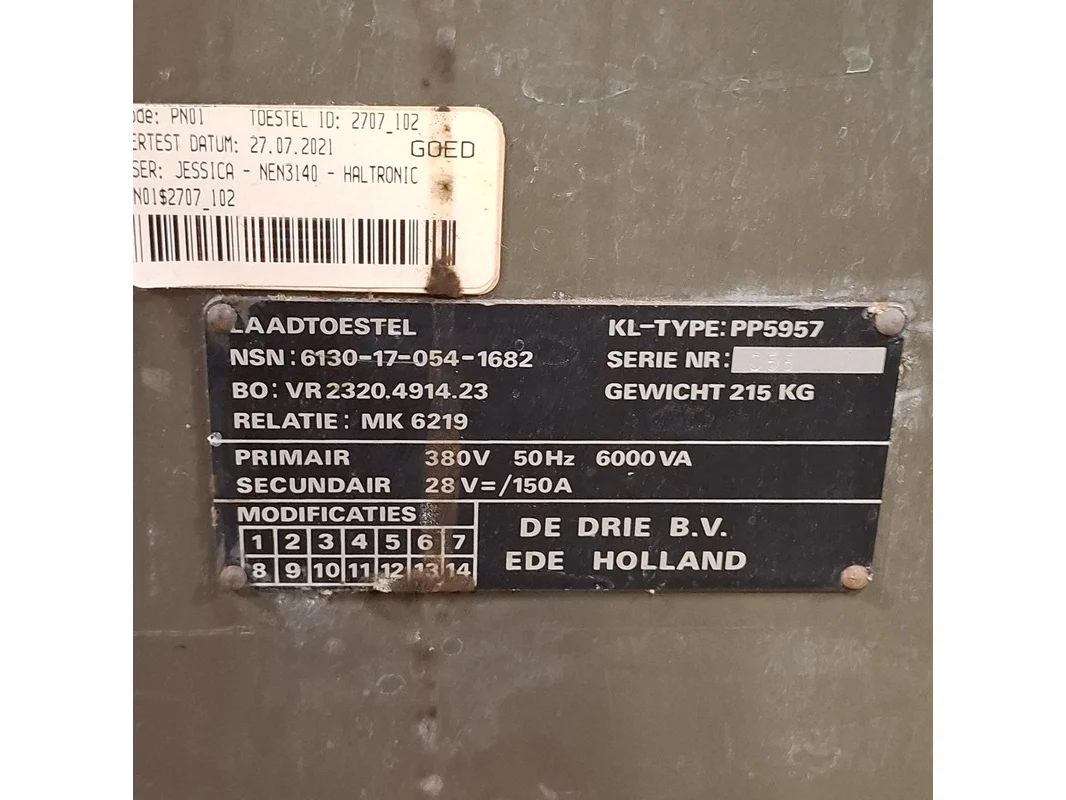 ode: PN01 TOESTEL ID: 2707_102
ERTEST DATUM: 27.07.2021 GOED
SER: JESSICA - NEN3140 - HALTRONIC
N01$2707_102
LAADTOESTEL KL-TYPE: PP5957
NSN: 6130-17-054-1682 SERIE NR:
BO: VR 2320.4914.23 GEWICHT 215 KG
RELATIE: MK 6219
PRIMAIR 380V 50Hz 6000VA
SECUNDAIR 28V=/150A
MODIFICATIES
1 2 3 4 5 6 7
8 9 10 11 12 13 14
DE DRIE B.V.
EDE HOLLAND